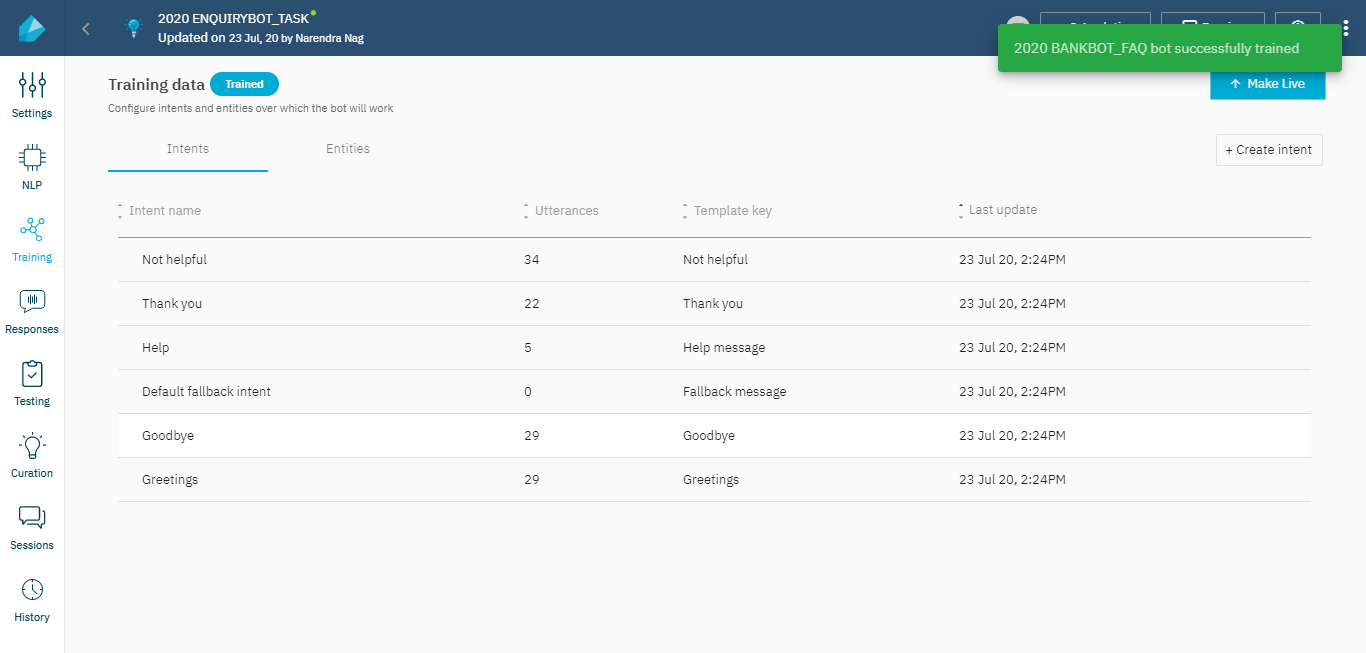 2020 ENQUIRYBOT_TASK
Updated on 23 Jul, 20 by Narendra Nag
2020 BANKBOT_FAQ bot successfully trained
Training data Trained
Make Live
Configure intents and entities over which the bot will work
Intents Entities
+ Create intent
Intent name Utterances Template key Last update
Not helpful 34 Not helpful 23 Jul 20, 2:24PM
Thank you 22 Thank you 23 Jul 20, 2:24PM
Help 5 Help message 23 Jul 20, 2:24PM
Default fallback intent 0 Fallback message 23 Jul 20, 2:24PM
Goodbye 29 Goodbye 23 Jul 20, 2:24PM
Greetings 29 Greetings 23 Jul 20, 2:24PM
Settings
NLP
Training
Responses
Testing
Curation
Sessions
History